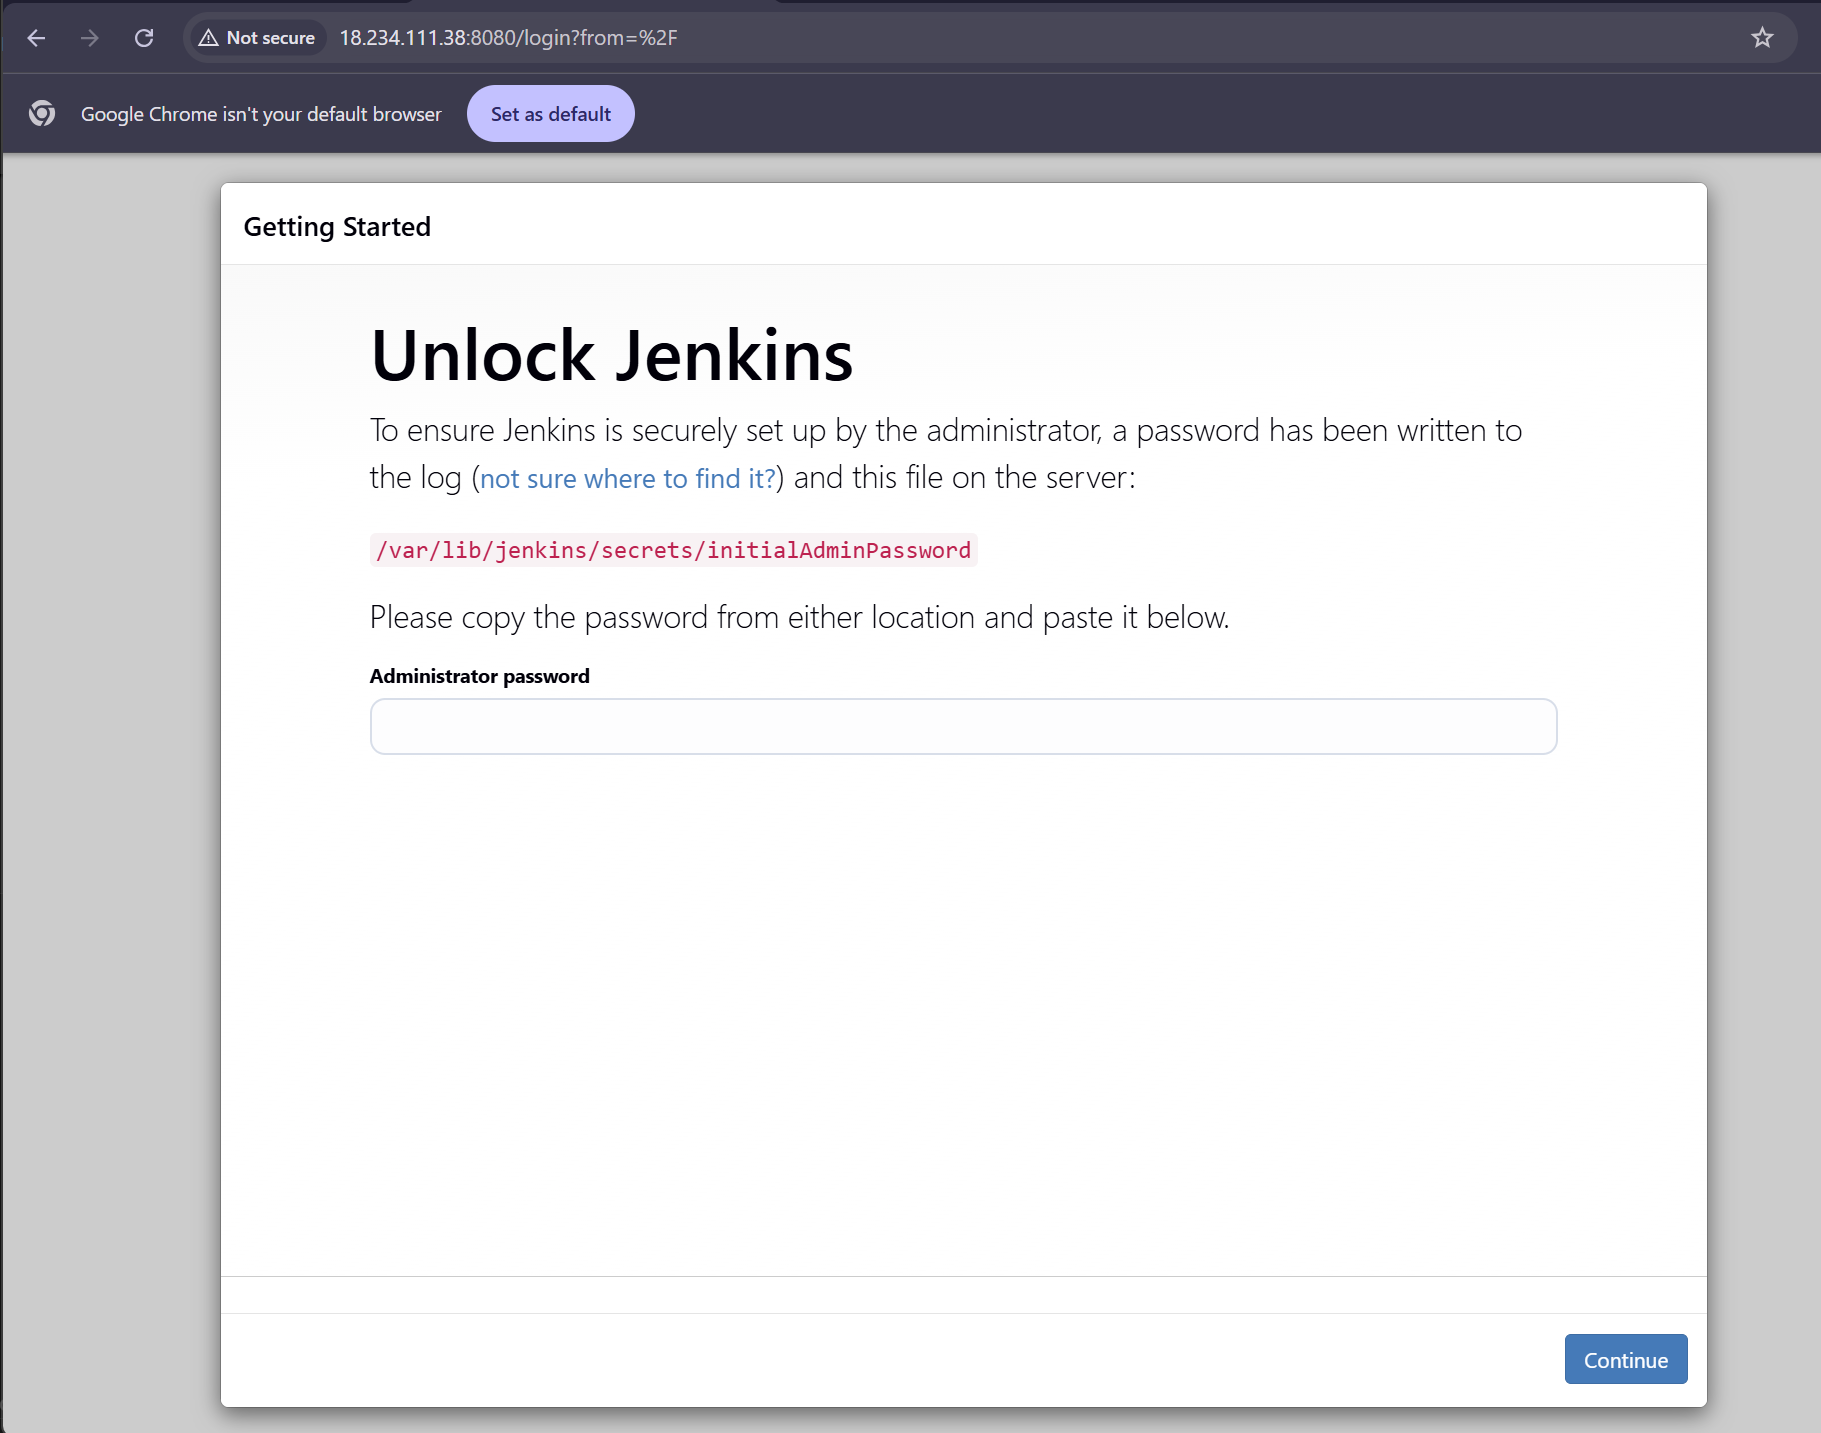 Not secure 18.234.111.38:8080/login?from=%2F
Google Chrome isn't your default browser Set as default
Getting Started
Unlock Jenkins
To ensure Jenkins is securely set up by the administrator, a password has been written to
the log (not sure where to find it?) and this file on the server:
/var/lib/jenkins/secrets/initialAdminPassword
Please copy the password from either location and paste it below.
Administrator password
Continue